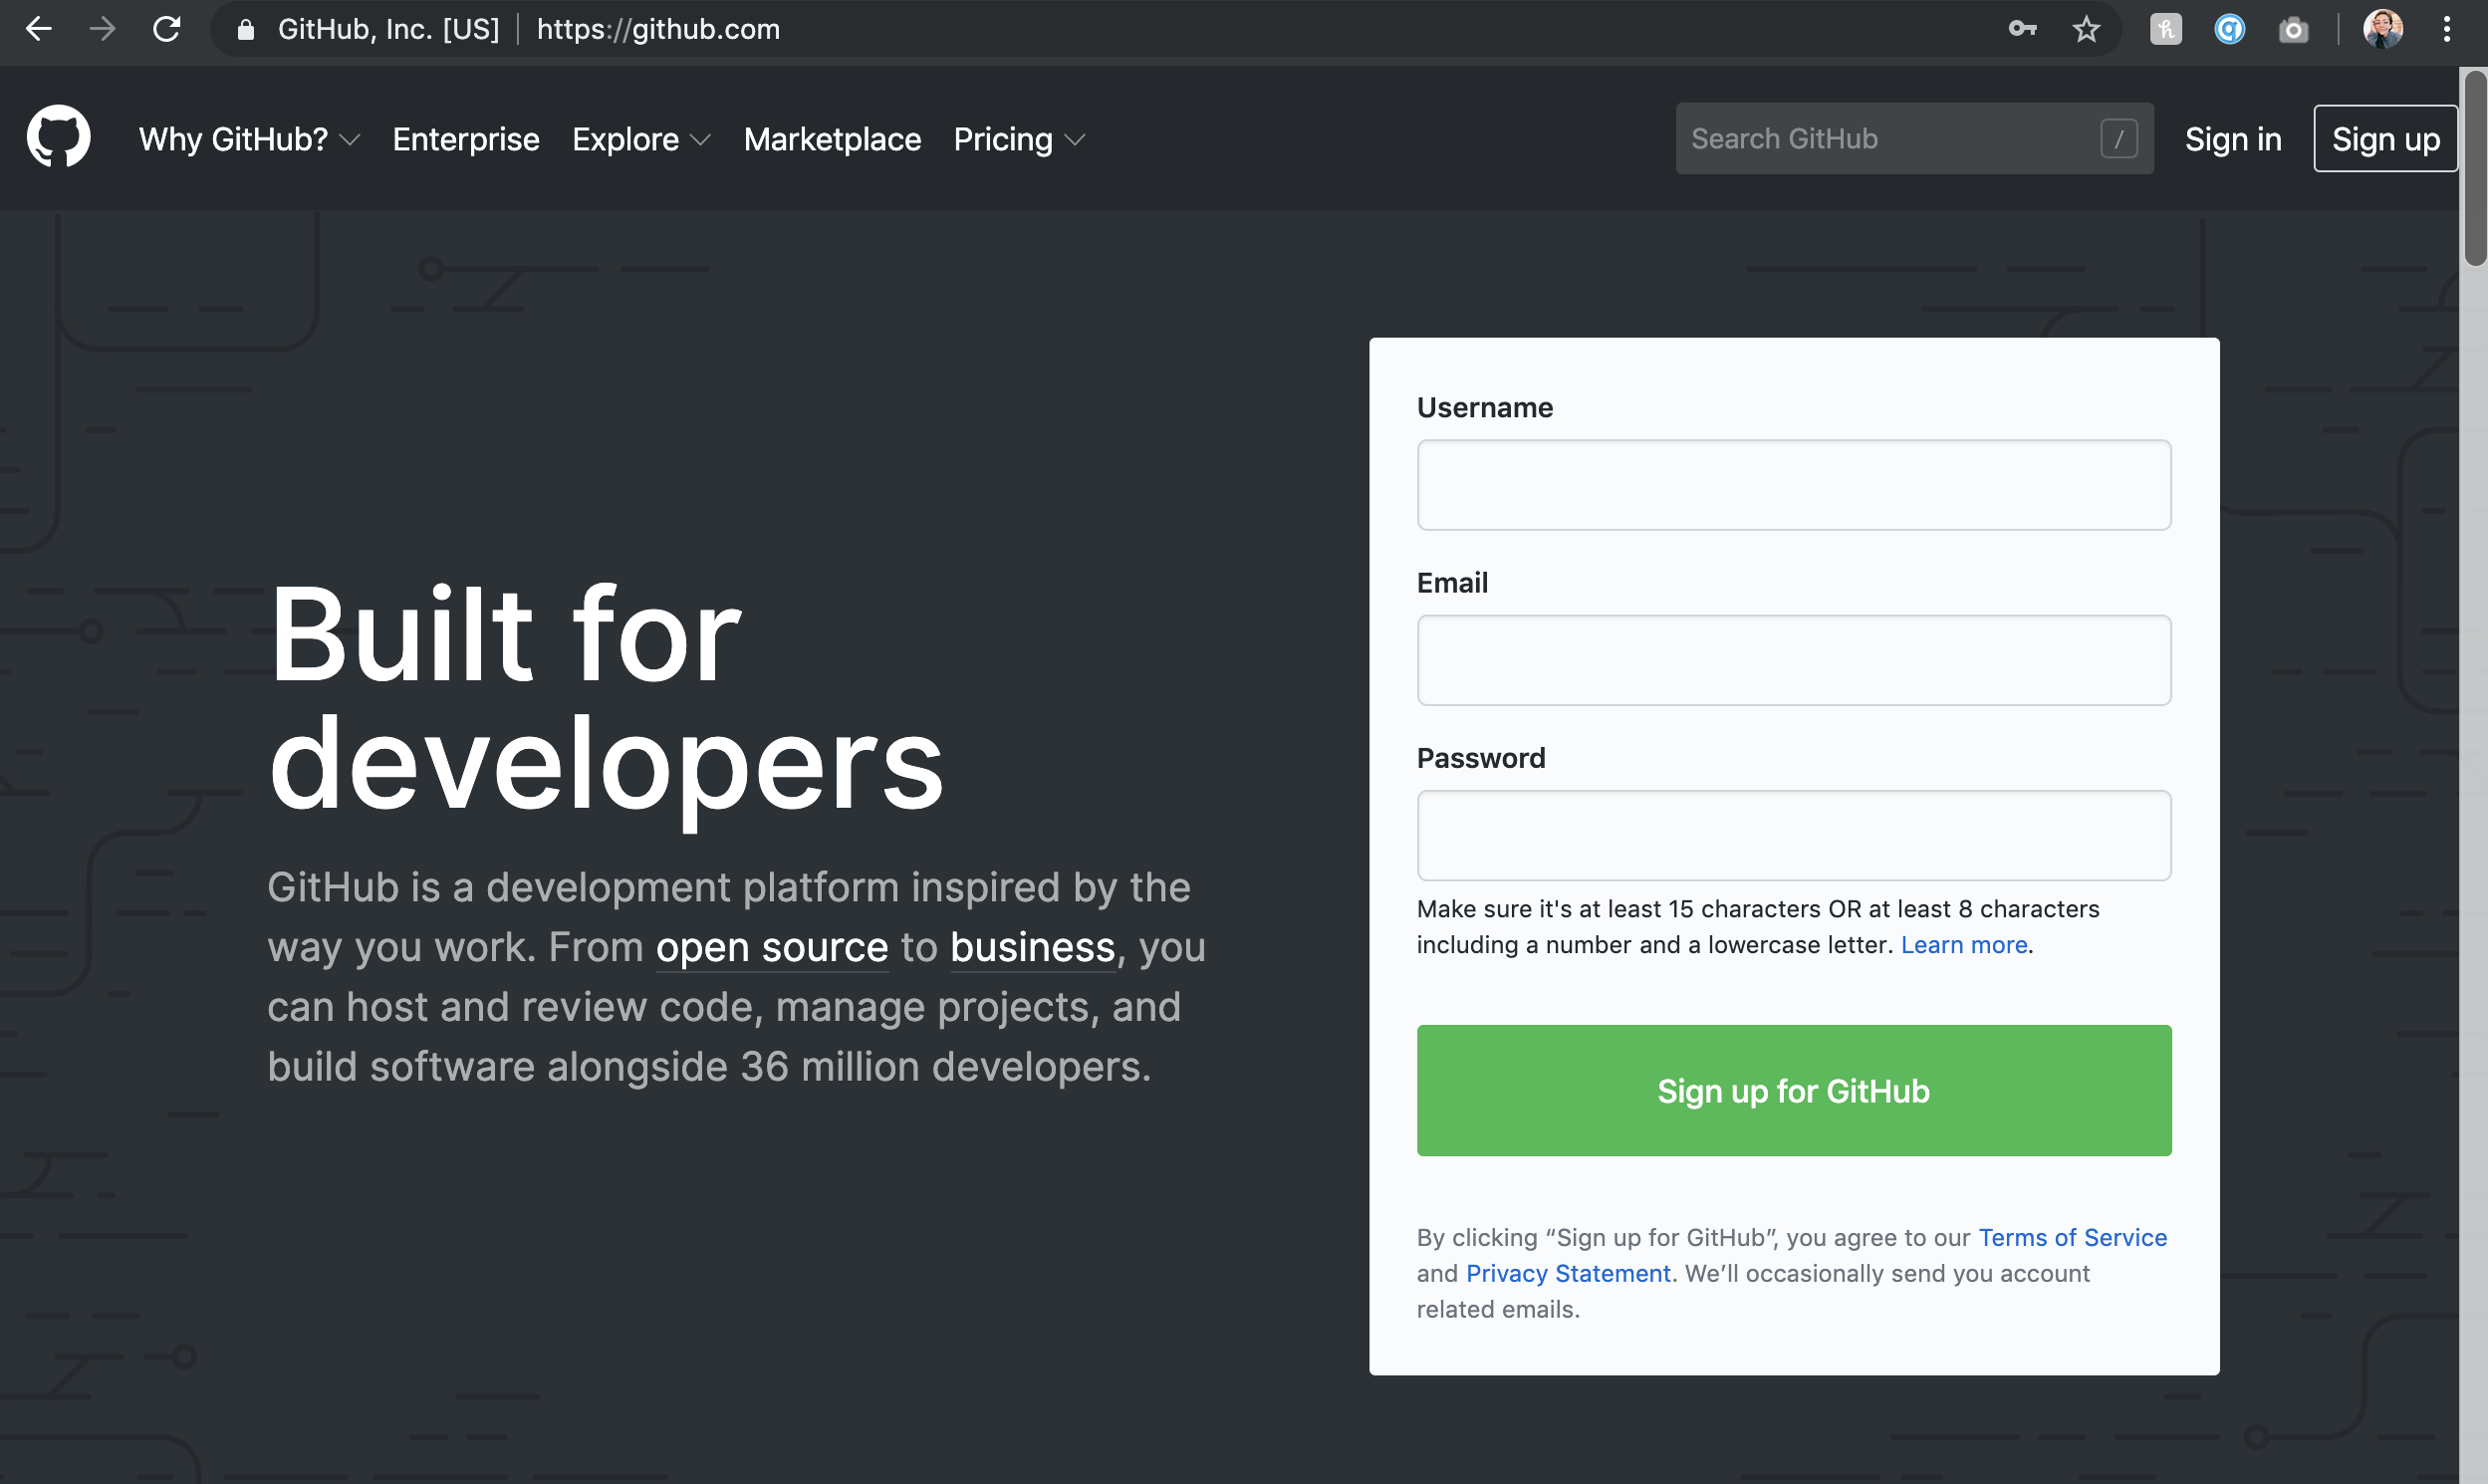 GitHub, Inc. [US] | https://github.com
Why GitHub? Enterprise Explore Marketplace Pricing Search GitHub / Sign in Sign up
Built for
developers
GitHub is a development platform inspired by the
way you work. From open source to business, you
can host and review code, manage projects, and
build software alongside 36 million developers.
Username
Email
Password
Make sure it's at least 15 characters OR at least 8 characters
including a number and a lowercase letter. Learn more.
Sign up for GitHub
By clicking “Sign up for GitHub”, you agree to our Terms of Service
and Privacy Statement. We’ll occasionally send you account
related emails.